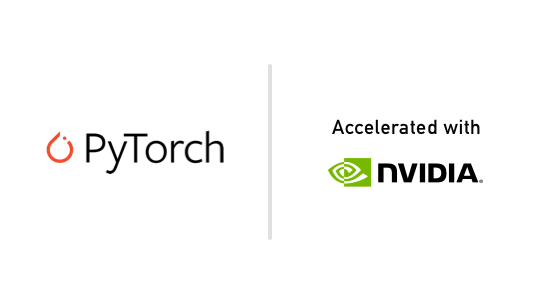 PyTorch
Accelerated with
NVIDIA.